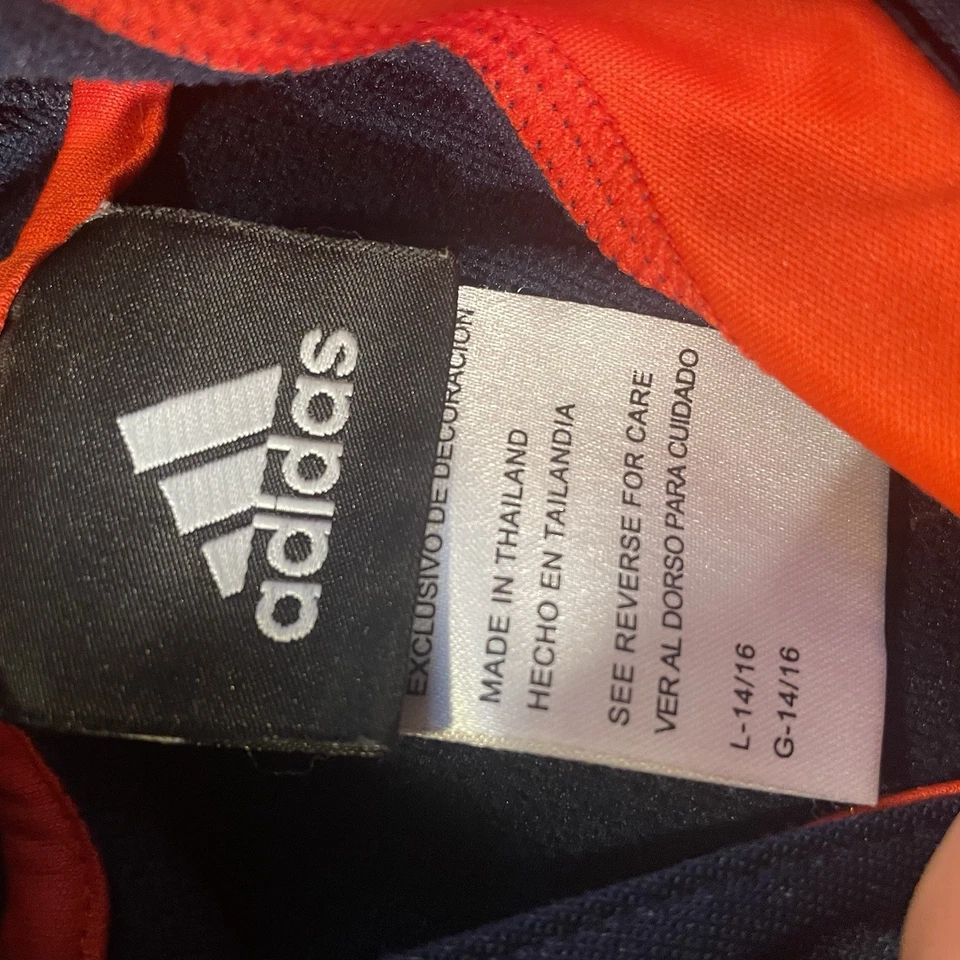 adidas
EXCLUSIVO DE DECORACIÓN
MADE IN THAILAND
HECHO EN TAILANDIA
SEE REVERSE FOR CARE
VER AL DORSO PARA CUIDADO
L-14/16
G-14/16